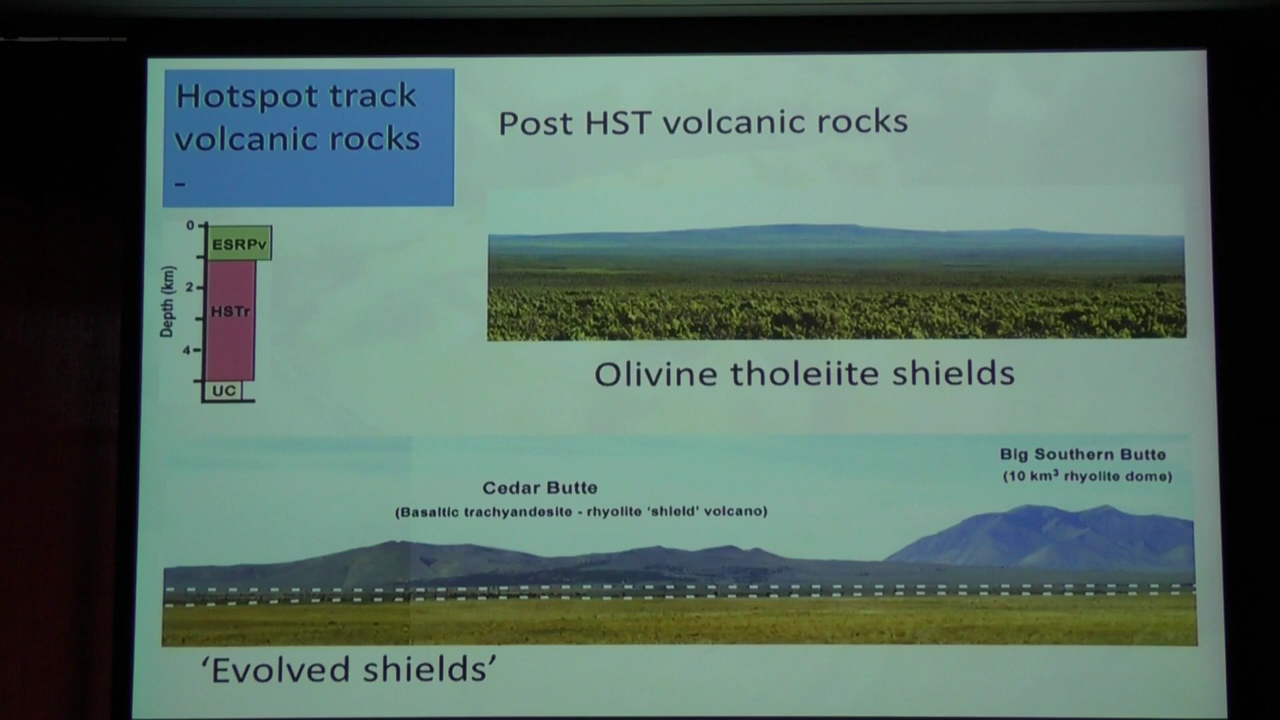 Hotspot track
volcanic rocks
-
Post HST volcanic rocks
0
ESRPv
2
HSTr
4
UC
Depth (km)
Olivine tholeiite shields
Big Southern Butte
(10 km³ rhyolite dome)
Cedar Butte
(Basaltic trachyandesite - rhyolite 'shield' volcano)
‘Evolved shields’